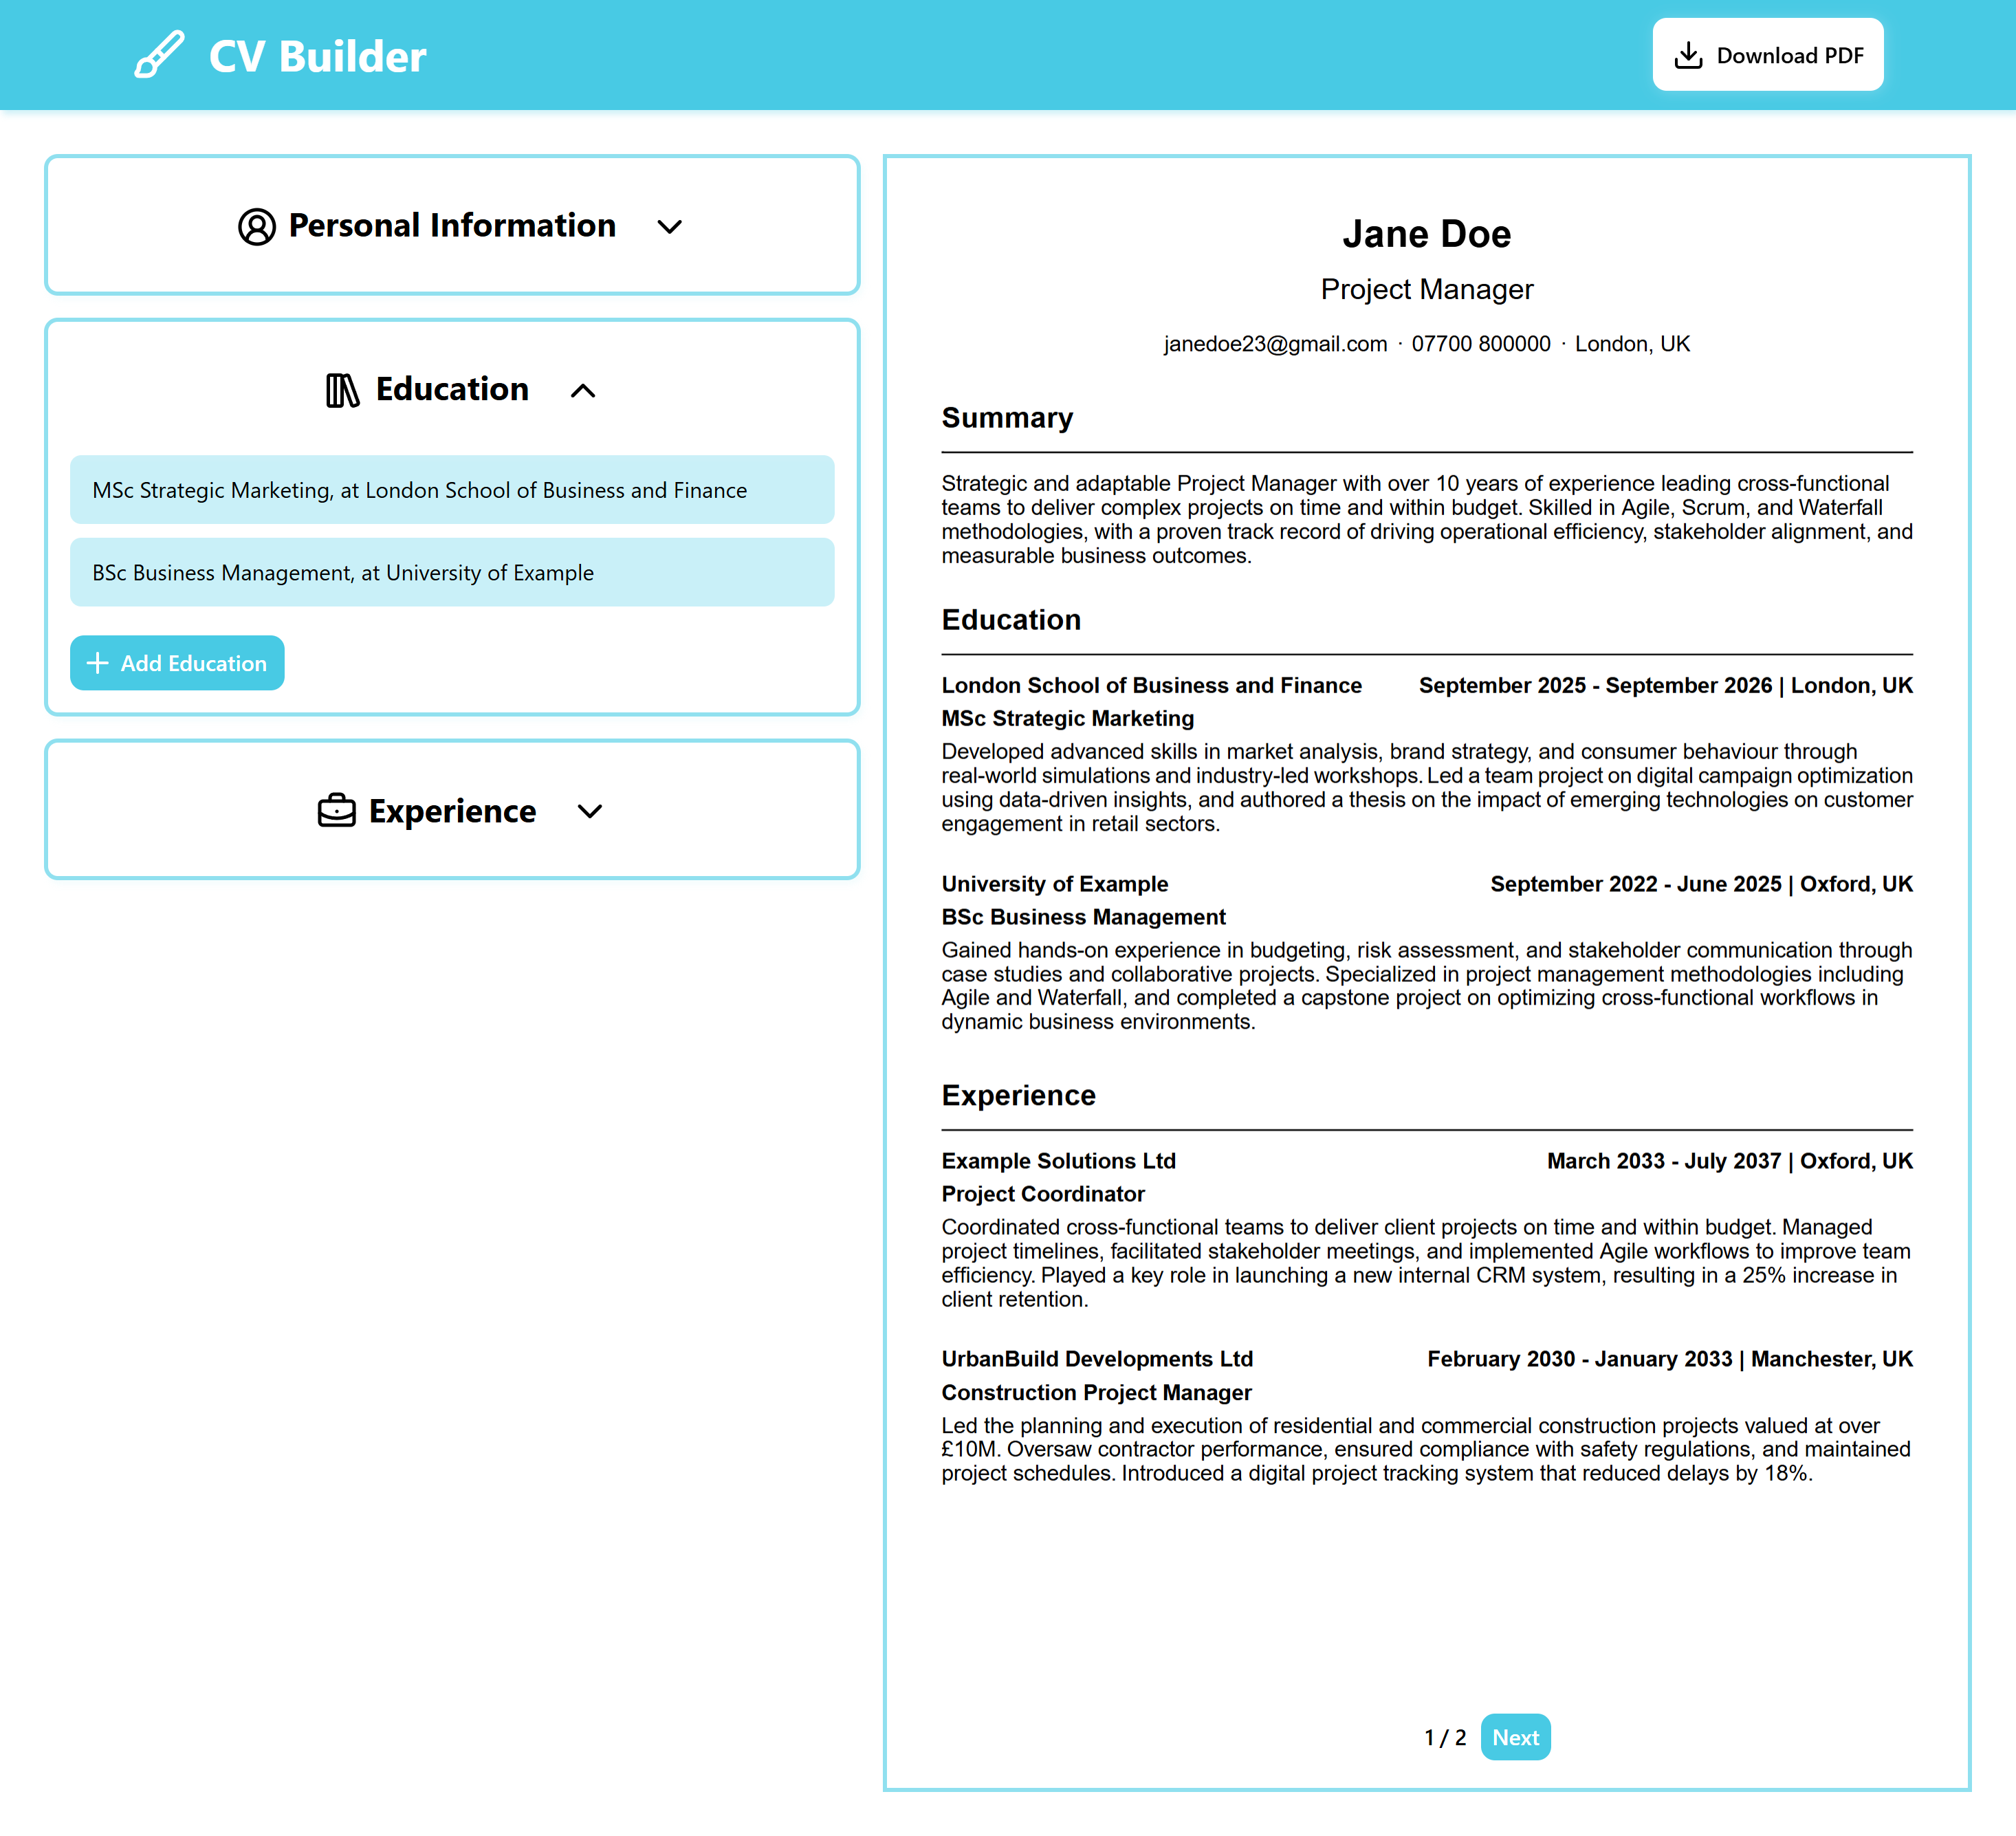 CV Builder
Download PDF
Personal Information
Education
MSc Strategic Marketing, at London School of Business and Finance
BSc Business Management, at University of Example
Add Education
Experience
Jane Doe
Project Manager
janedoe23@gmail.com · 07700 800000 · London, UK
Summary
Strategic and adaptable Project Manager with over 10 years of experience leading cross-functional
teams to deliver complex projects on time and within budget. Skilled in Agile, Scrum, and Waterfall
methodologies, with a proven track record of driving operational efficiency, stakeholder alignment, and
measurable business outcomes.
Education
London School of Business and Finance September 2025 - September 2026 | London, UK
MSc Strategic Marketing
Developed advanced skills in market analysis, brand strategy, and consumer behaviour through
real-world simulations and industry-led workshops. Led a team project on digital campaign optimization
using data-driven insights, and authored a thesis on the impact of emerging technologies on customer
engagement in retail sectors.
University of Example September 2022 - June 2025 | Oxford, UK
BSc Business Management
Gained hands-on experience in budgeting, risk assessment, and stakeholder communication through
case studies and collaborative projects. Specialized in project management methodologies including
Agile and Waterfall, and completed a capstone project on optimizing cross-functional workflows in
dynamic business environments.
Experience
Example Solutions Ltd March 2033 - July 2037 | Oxford, UK
Project Coordinator
Coordinated cross-functional teams to deliver client projects on time and within budget. Managed
project timelines, facilitated stakeholder meetings, and implemented Agile workflows to improve team
efficiency. Played a key role in launching a new internal CRM system, resulting in a 25% increase in
client retention.
UrbanBuild Developments Ltd February 2030 - January 2033 | Manchester, UK
Construction Project Manager
Led the planning and execution of residential and commercial construction projects valued at over
£10M. Oversaw contractor performance, ensured compliance with safety regulations, and maintained
project schedules. Introduced a digital project tracking system that reduced delays by 18%.
1 / 2 Next